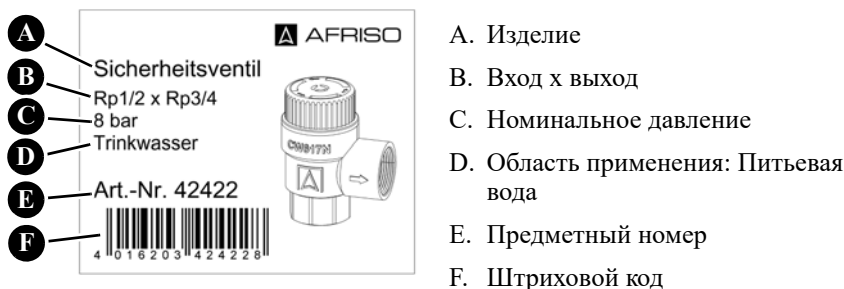 A
B
C
D
E
F
AFRISO
Sicherheitsventil
Rp1/2 x Rp3/4
8 bar
Trinkwasser
CW617N
Art.-Nr. 42422
4 016203 424228
A. Изделие
B. Вход x выход
C. Номинальное давление
D. Область применения: Питьевая
вода
E. Предметный номер
F. Штриховой код